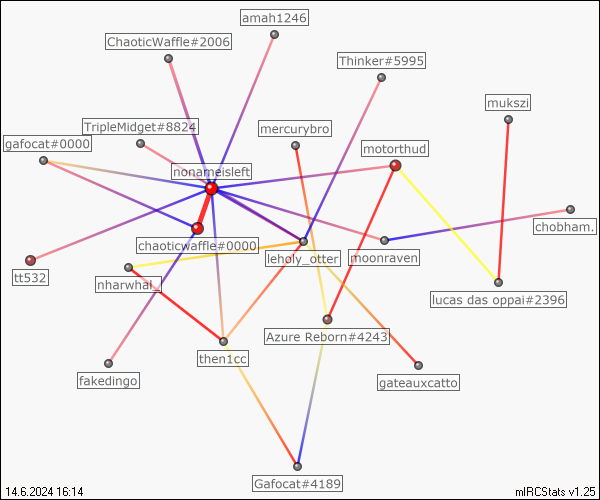 amah1246
ChaoticWaffle#2006
Thinker#5995
mukszi
TripleMidget#8824
mercurybro
gafocat#0000
motorthud
nonameisleft
chobham.
chaoticwaffle#0000
leholy_otter
moonraven
tt532
nharwhal_
lucas das oppai#2396
Azure Reborn#4243
then1cc
fakedingo
gateauxcatto
Gafocat#4189
14.6.2024 16:14
mIRCStats v1.25